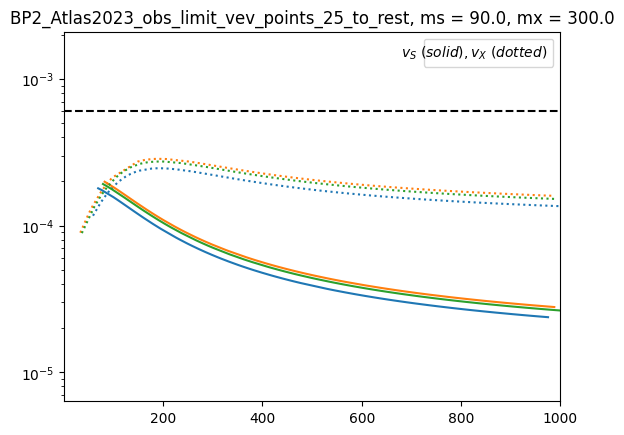 BP2_Atlas2023_obs_limit_vev_points_25_to_rest, ms = 90.0, mx = 300.0
v_S (solid), v_X (dotted)
10^{-3}
10^{-4}
10^{-5}
200 400 600 800 1000